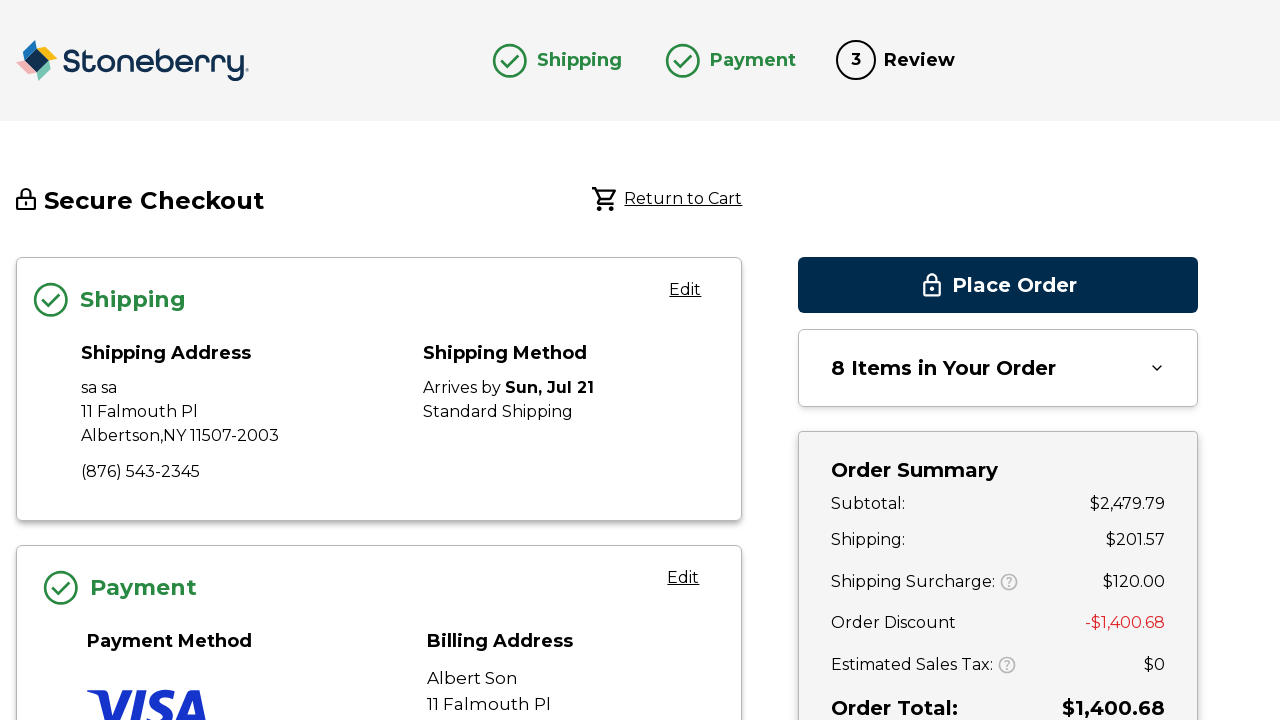 Stoneberry
Shipping
Payment
3 Review
Secure Checkout
Return to Cart
Shipping
Edit
Shipping Address
sa sa
11 Falmouth Pl
Albertson,NY 11507-2003
(876) 543-2345
Shipping Method
Arrives by Sun, Jul 21
Standard Shipping
Payment
Edit
Payment Method
VISA
Billing Address
Albert Son
11 Falmouth Pl
Place Order
8 Items in Your Order
Order Summary
Subtotal: $2,479.79
Shipping: $201.57
Shipping Surcharge: ? $120.00
Order Discount -$1,400.68
Estimated Sales Tax: ? $0
Order Total: $1,400.68